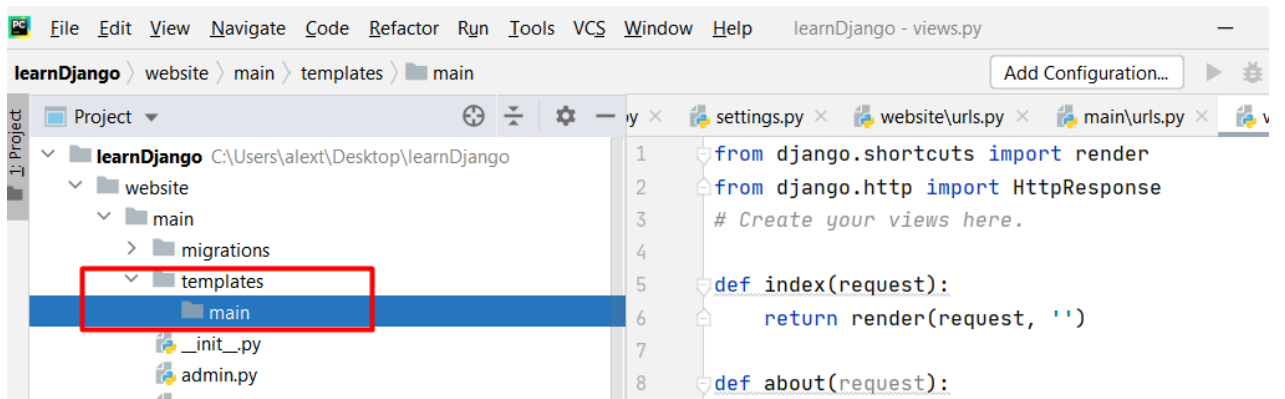 PC File Edit View Navigate Code Refactor Run Tools VCS Window Help learnDjango - views.py
learnDjango website main templates main Add Configuration...
1: Project
Project
y settings.py website\urls.py main\urls.py v
learnDjango C:\Users\alext\Desktop\learnDjango
website
main
migrations
templates
main
__init__.py
admin.py
1 from django.shortcuts import render
2 from django.http import HttpResponse
3 # Create your views here.
4
5 def index(request):
6 return render(request, '')
7
8 def about(request):